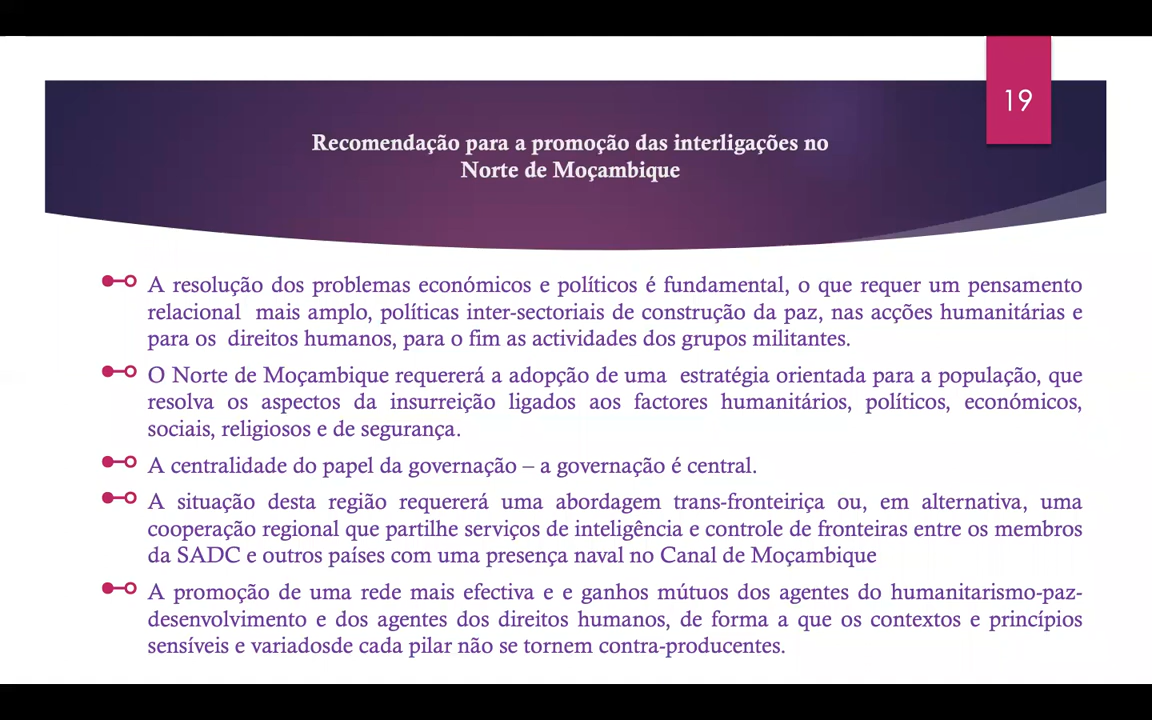 19
Recomendação para a promoção das interligações no
Norte de Moçambique
A resolução dos problemas económicos e políticos é fundamental, o que requer um pensamento
relacional mais amplo, políticas inter-sectoriais de construção da paz, nas acções humanitárias e
para os direitos humanos, para o fim as actividades dos grupos militantes.
O Norte de Moçambique requererá a adopção de uma estratégia orientada para a população, que
resolva os aspectos da insurreição ligados aos factores humanitários, políticos, económicos,
sociais, religiosos e de segurança.
A centralidade do papel da governação – a governação é central.
A situação desta região requererá uma abordagem trans-fronteiriça ou, em alternativa, uma
cooperação regional que partilhe serviços de inteligência e controle de fronteiras entre os membros
da SADC e outros países com uma presença naval no Canal de Moçambique
A promoção de uma rede mais efectiva e e ganhos mútuos dos agentes do humanitarismo-paz-
desenvolvimento e dos agentes dos direitos humanos, de forma a que os contextos e princípios
sensíveis e variadosde cada pilar não se tornem contra-producentes.